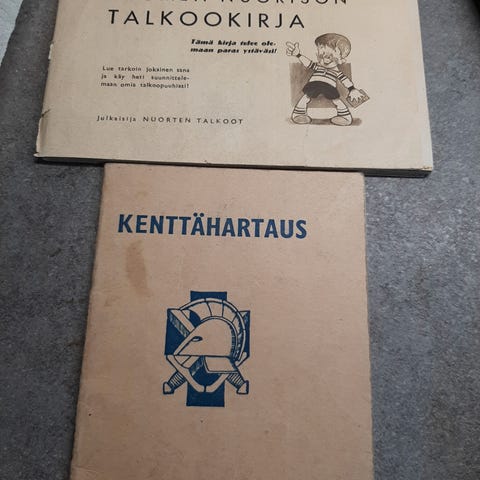 NUORISON
TALKOOKIRJA
Tämä kirja tulee ole-
maan paras ystäväsi!
Lue tarkoin jokainen sana
ja käy heti suunnittele-
maan omia talkoopuuhiasi!
Julkaisija NUORTEN TALKOOT
KENTTÄHARTAUS